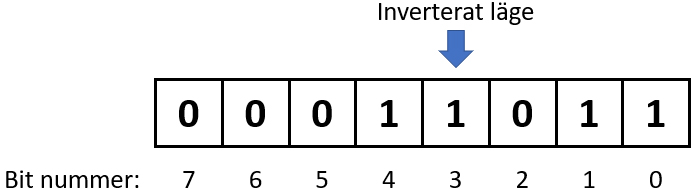 Inverterat läge
0 0 0 1 1 0 1 1
Bit nummer: 7 6 5 4 3 2 1 0